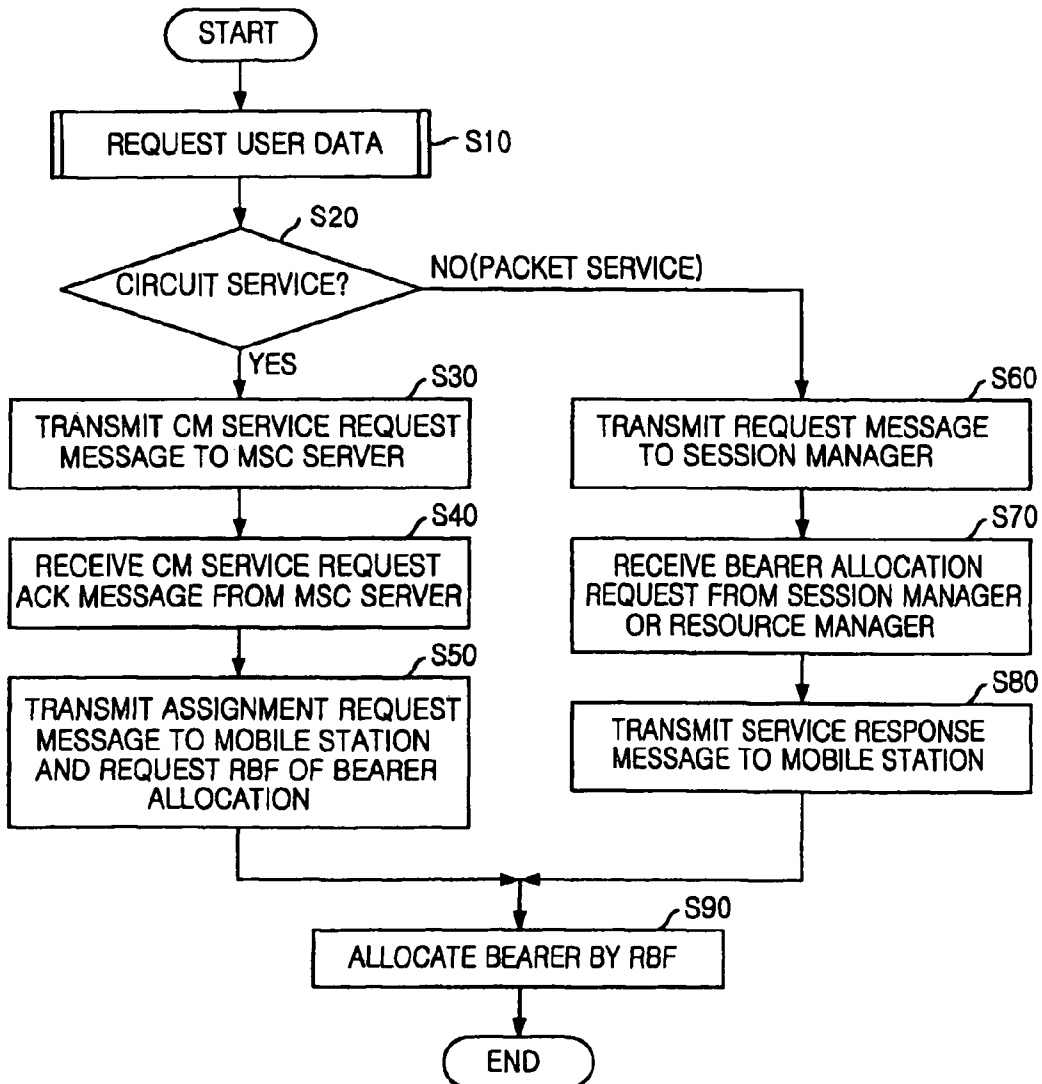 START
REQUEST USER DATA
S10
S20
CIRCUIT SERVICE?
NO(PACKET SERVICE)
YES
S30
TRANSMIT CM SERVICE REQUEST
MESSAGE TO MSC SERVER
S40
RECEIVE CM SERVICE REQUEST
ACK MESSAGE FROM MSC SERVER
S50
TRANSMIT ASSIGNMENT REQUEST
MESSAGE TO MOBILE STATION
AND REQUEST RBF OF BEARER
ALLOCATION
S60
TRANSMIT REQUEST MESSAGE
TO SESSION MANAGER
S70
RECEIVE BEARER ALLOCATION
REQUEST FROM SESSION MANAGER
OR RESOURCE MANAGER
S80
TRANSMIT SERVICE RESPONSE
MESSAGE TO MOBILE STATION
S90
ALLOCATE BEARER BY RBF
END